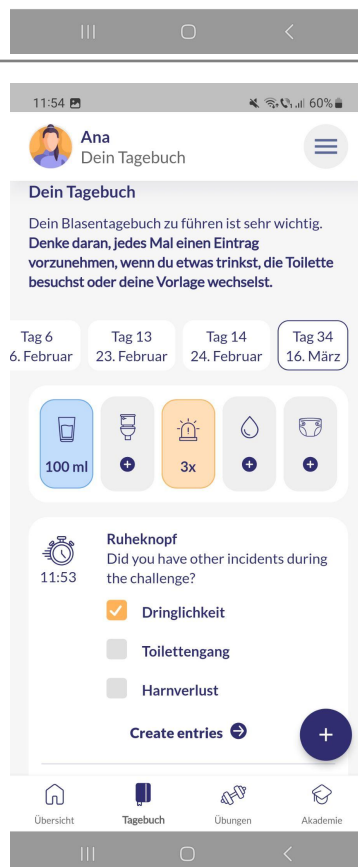 11:54 60%
Ana
Dein Tagebuch
Dein Tagebuch
Dein Blasentagebuch zu führen ist sehr wichtig.
Denke daran, jedes Mal einen Eintrag
vorzunehmen, wenn du etwas trinkst, die Toilette
besuchst oder deine Vorlage wechselst.
Tag 6 Tag 13 Tag 14 Tag 34
6. Februar 23. Februar 24. Februar 16. März
100 ml 3x
Ruheknopf
Did you have other incidents during
11:53 the challenge?
Dringlichkeit
Toilettengang
Harnverlust
Create entries
Übersicht Tagebuch Übungen Akademie